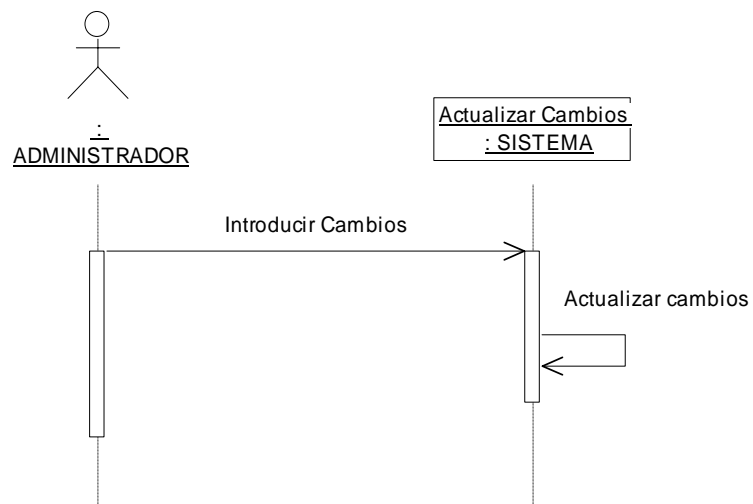 :
ADMINISTRADOR
Actualizar Cambios
: SISTEMA
Introducir Cambios
Actualizar cambios